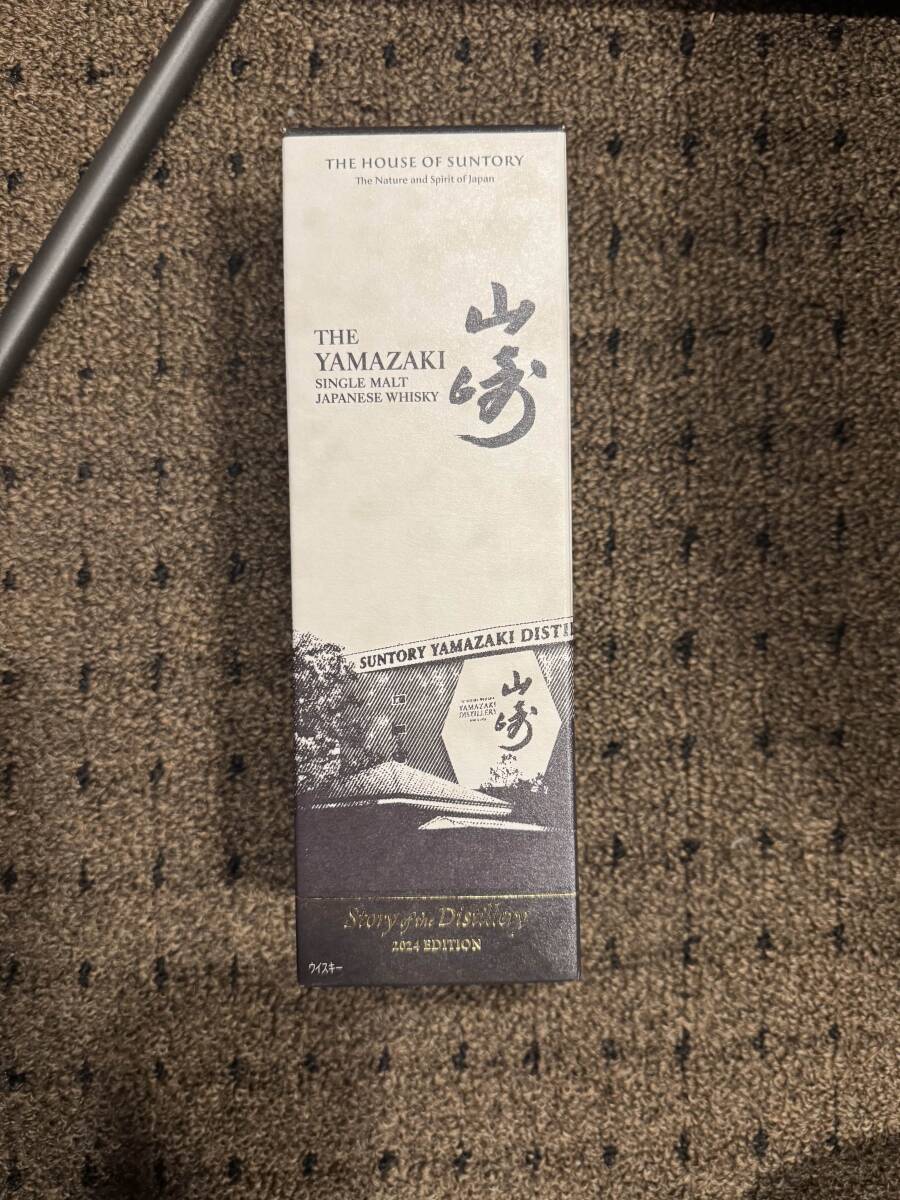 THE HOUSE OF SUNTORY
The Nature and Spirit of Japan
山崎
THE
YAMAZAKI
SINGLE MALT
JAPANESE WHISKY
SUNTORY YAMAZAKI DISTI
山崎
YAMAZAKI
DISTILLERY
Story of the Distillery
2024 EDITION
ウイスキー